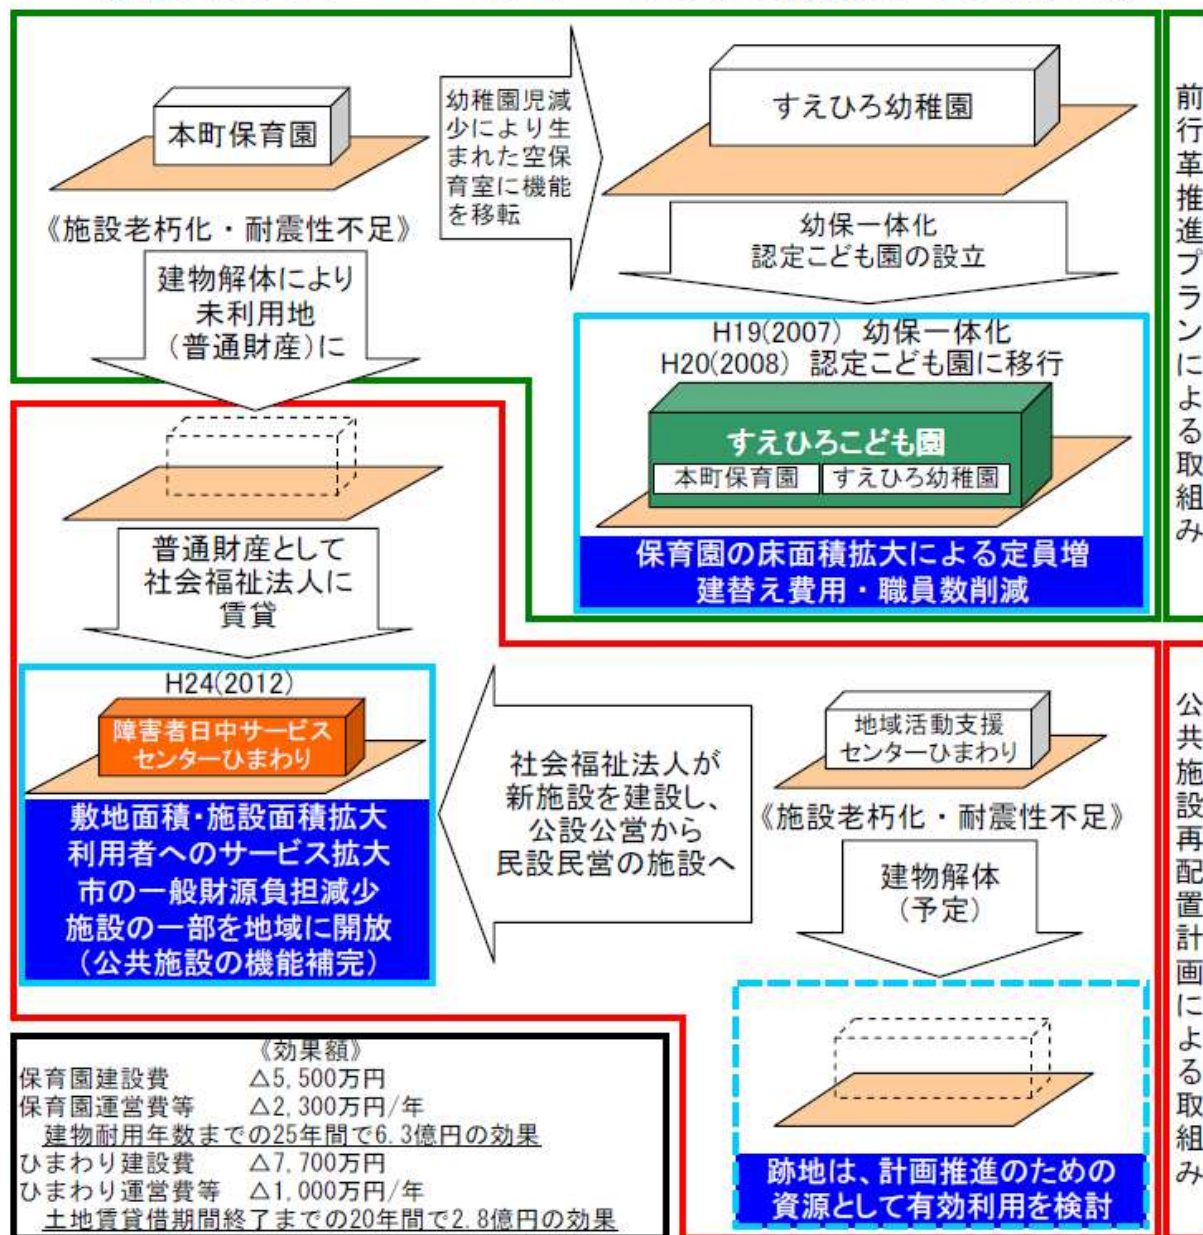 本町保育園
《施設老朽化・耐震性不足》
幼稚園児減
少により生
まれた空保
育室に機能
を移転
すえひろ幼稚園
幼保一体化
認定こども園の設立
建物解体により
未利用地
(普通財産)に
H19(2007) 幼保一体化
H20(2008) 認定こども園に移行
すえひろこども園
本町保育園
すえひろ幼稚園
保育園の床面積拡大による定員増
建替え費用・職員数削減
前行革推進プランによる取組み
普通財産として
社会福祉法人に
賃貸
H24(2012)
障害者日中サービス
センターひまわり
敷地面積・施設面積拡大
利用者へのサービス拡大
市の一般財源負担減少
施設の一部を地域に開放
(公共施設の機能補完)
社会福祉法人が
新施設を建設し、
公設公営から
民設民営の施設へ
地域活動支援
センターひまわり
《施設老朽化・耐震性不足》
建物解体
(予定)
跡地は、計画推進のための
資源として有効利用を検討
公共施設再配置計画による取組み
《効果額》
保育園建設費 △5,500万円
保育園運営費等 △2,300万円/年
建物耐用年数までの25年間で6.3億円の効果
ひまわり建設費 △7,700万円
ひまわり運営費等 △1,000万円/年
土地賃貸借期間終了までの20年間で2.8億円の効果